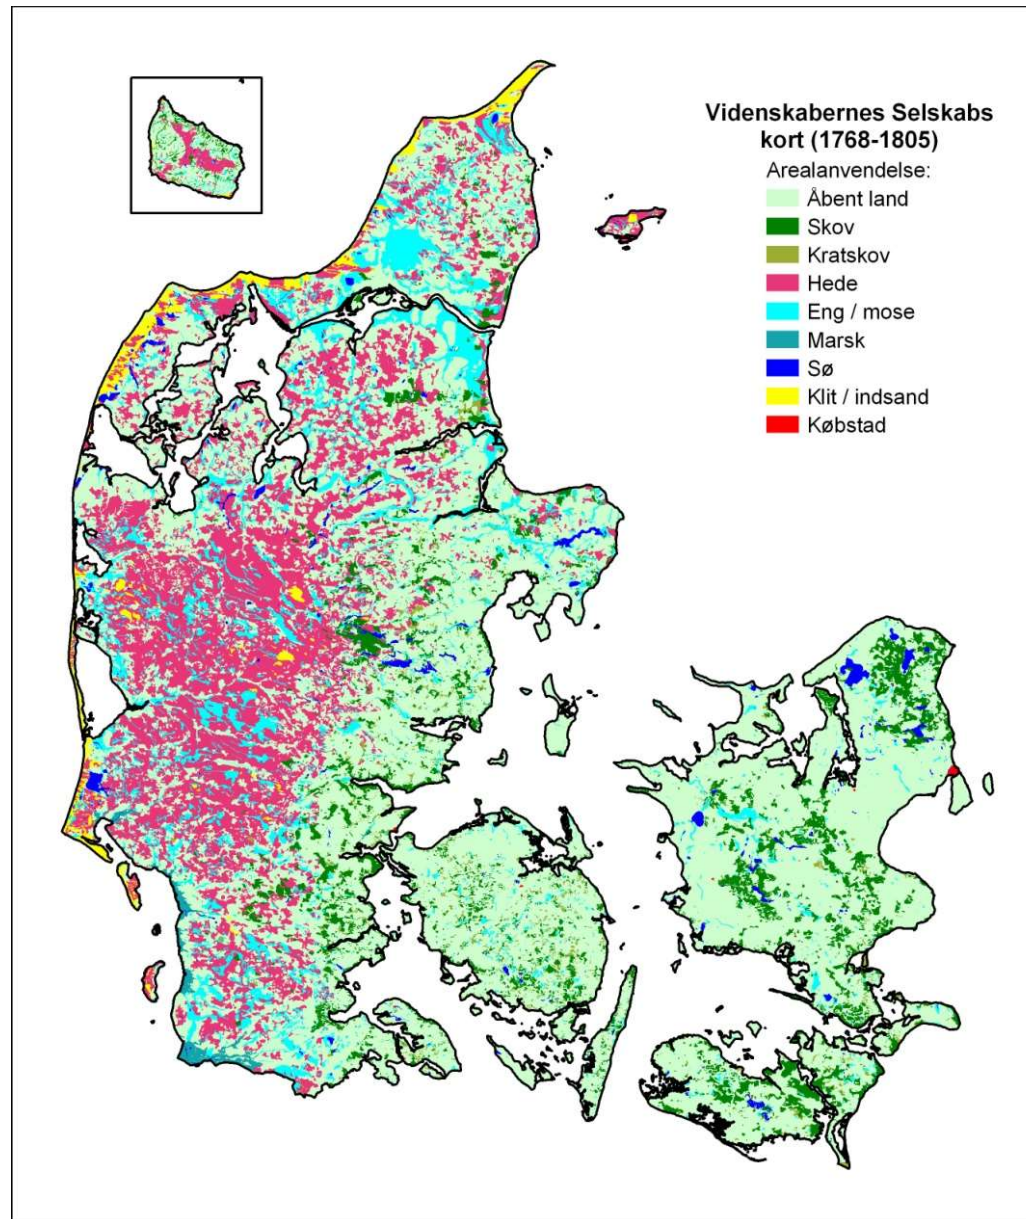 Videnskabernes Selskabs
kort (1768-1805)
Arealanvendelse:
Åbent land
Skov
Kratskov
Hede
Eng / mose
Marsk
Sø
Klit / indsand
Købstad